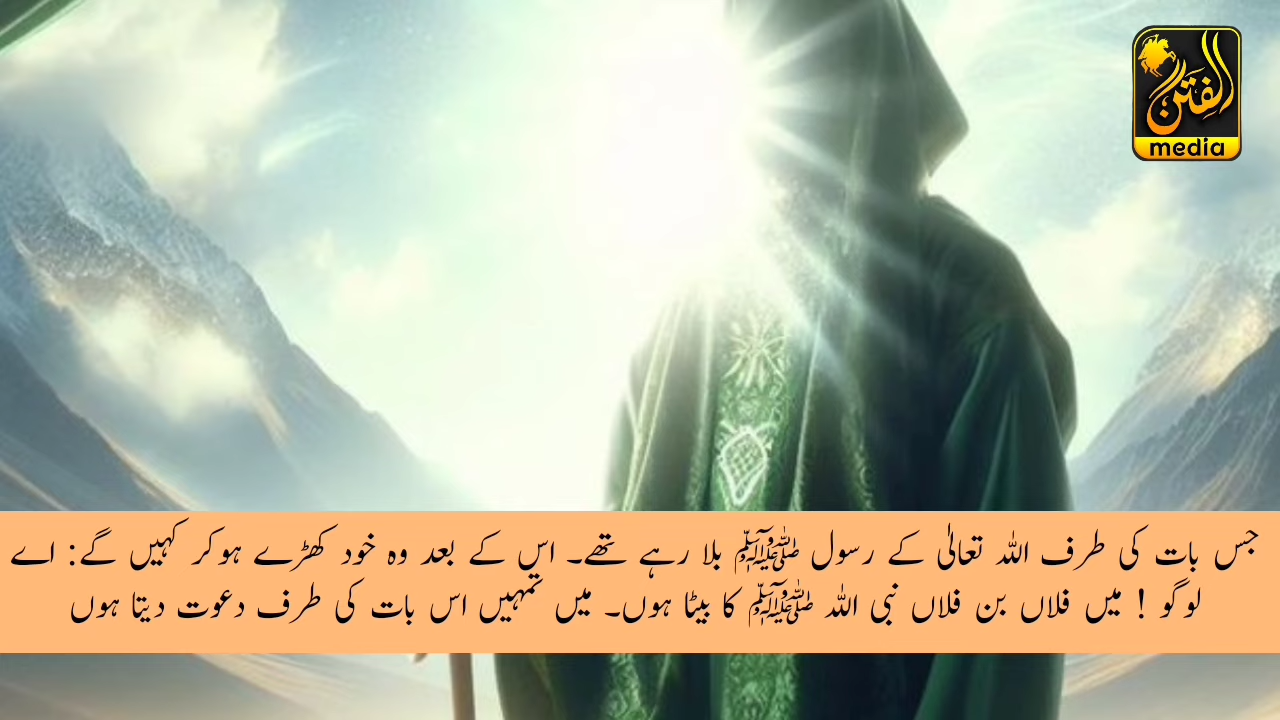 الفتن
media
جس بات کی طرف اللہ تعالیٰ کے رسول ﷺ بلا رہے تھے۔ اس کے بعد وہ خود کھڑے ہوکر کہیں گے: اے
لوگو ! میں فلاں بن فلاں نبی اللہ ﷺ کا بیٹا ہوں۔ میں تمہیں اس بات کی طرف دعوت دیتا ہوں